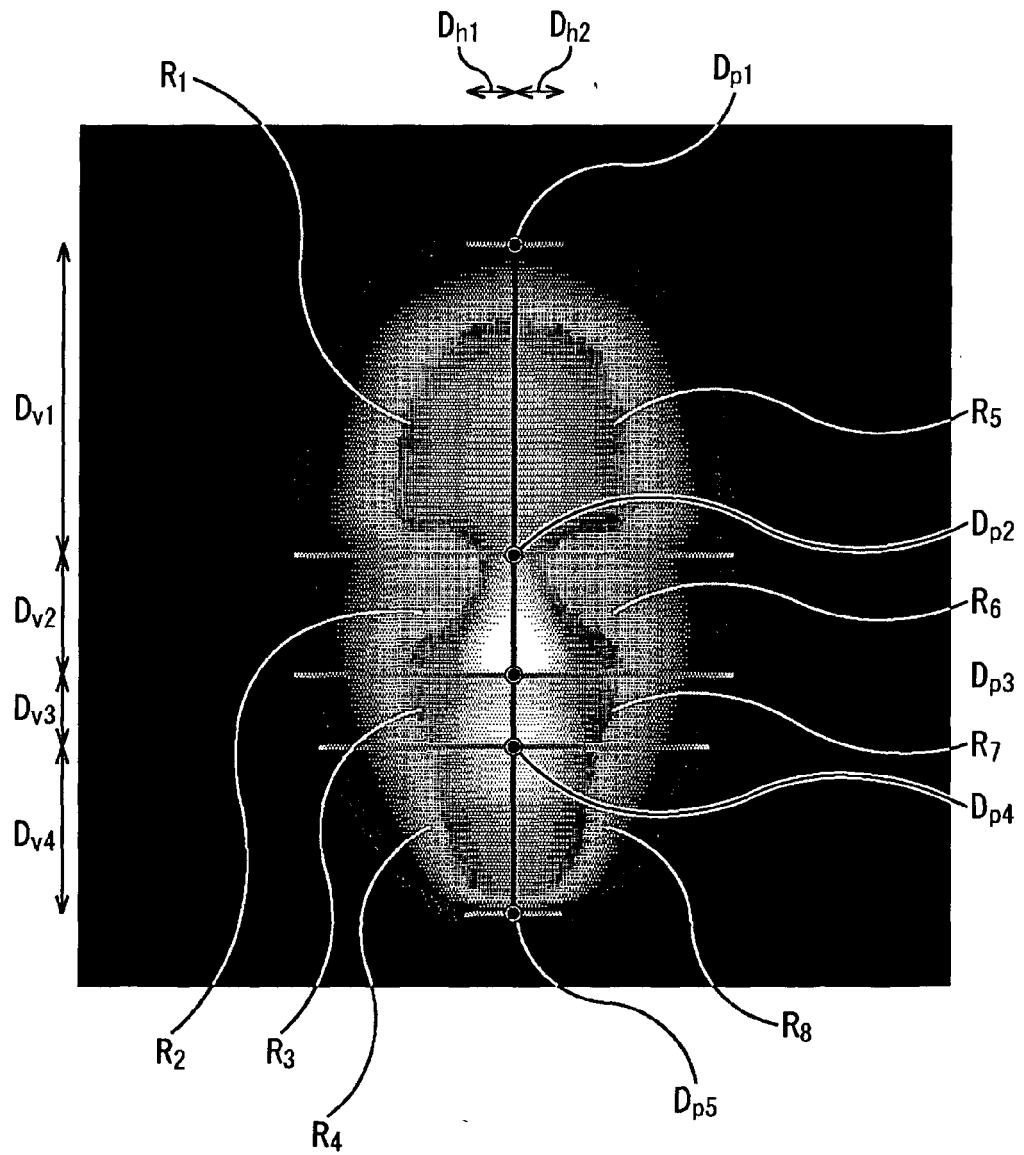 Dh1 Dh2
R1 Dp1
Dv1 R5
Dp2
Dv2 R6
Dp3
Dv3
R7
Dv4 Dp4
R2 R3 R8
Dp5
R4